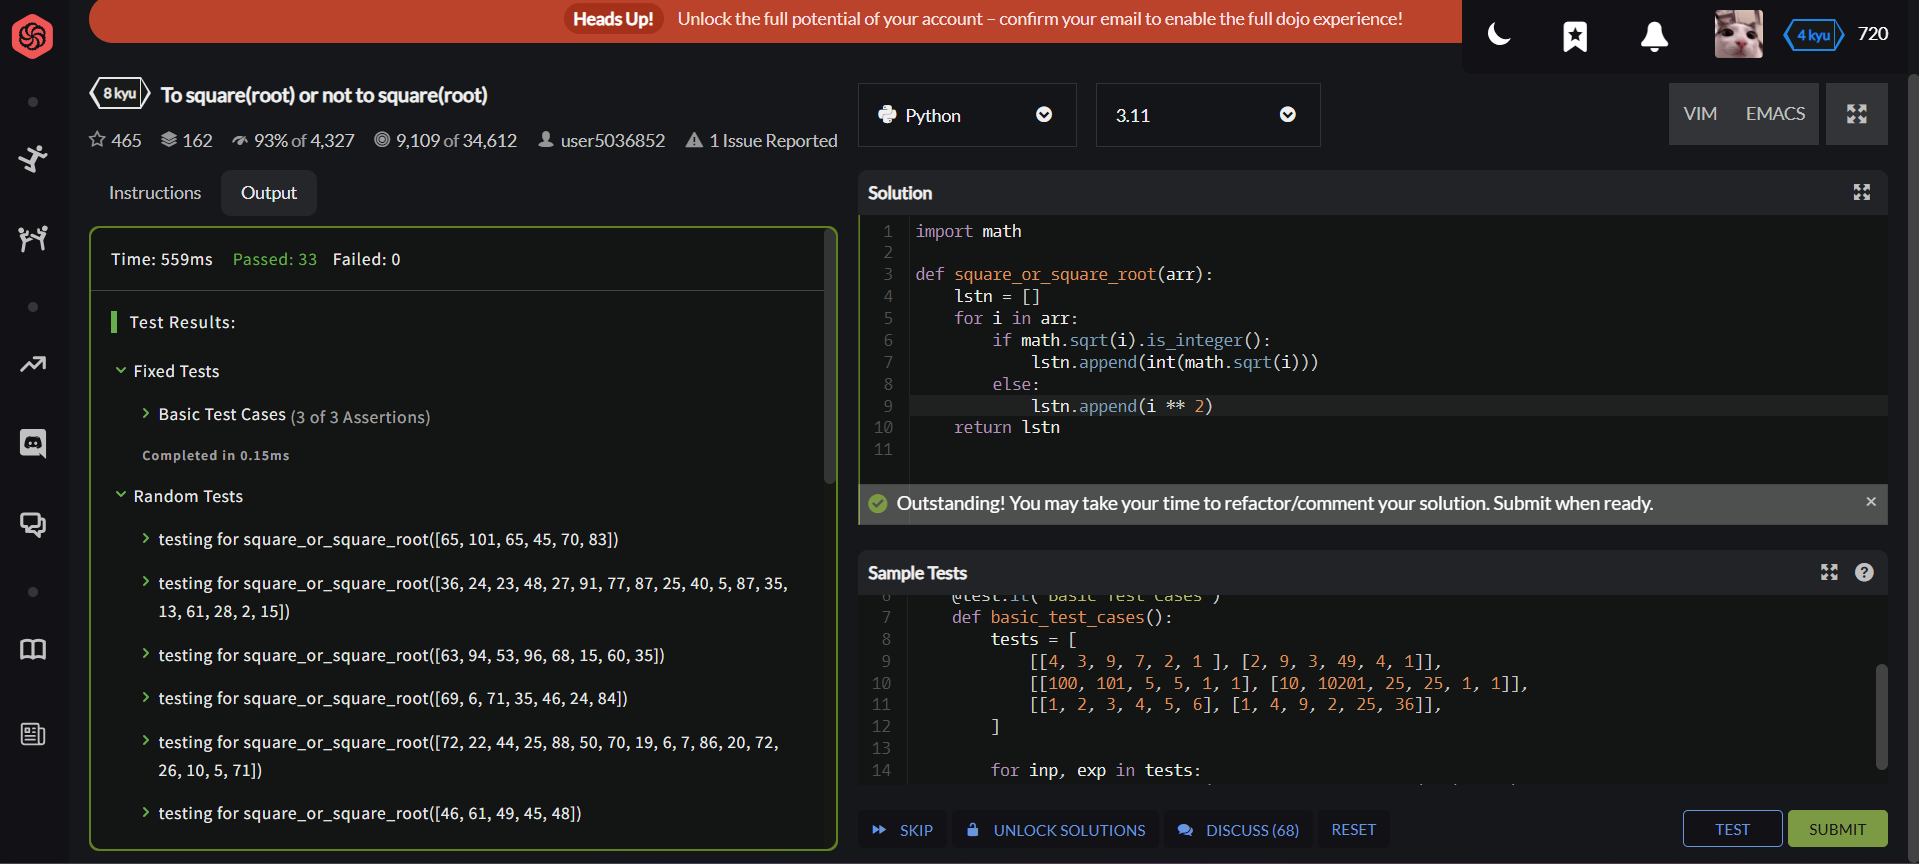 Heads Up! Unlock the full potential of your account – confirm your email to enable the full dojo experience!
4 kyu 720
8 kyu To square(root) or not to square(root)
465 162 93% of 4,327 9,109 of 34,612 user5036852 1 Issue Reported
Instructions Output
Time: 559ms Passed: 33 Failed: 0
Test Results:
Fixed Tests
Basic Test Cases (3 of 3 Assertions)
Completed in 0.15ms
Random Tests
testing for square_or_square_root([65, 101, 65, 45, 70, 83])
testing for square_or_square_root([36, 24, 23, 48, 27, 91, 77, 87, 25, 40, 5, 87, 35,
13, 61, 28, 2, 15])
testing for square_or_square_root([63, 94, 53, 96, 68, 15, 60, 35])
testing for square_or_square_root([69, 6, 71, 35, 46, 24, 84])
testing for square_or_square_root([72, 22, 44, 25, 88, 50, 70, 19, 6, 7, 86, 20, 72,
26, 10, 5, 71])
testing for square_or_square_root([46, 61, 49, 45, 48])
Python 3.11 VIM EMACS
Solution
1 import math
2
3 def square_or_square_root(arr):
4 lstn = []
5 for i in arr:
6 if math.sqrt(i).is_integer():
7 lstn.append(int(math.sqrt(i)))
8 else:
9 lstn.append(i ** 2)
10 return lstn
11
Outstanding! You may take your time to refactor/comment your solution. Submit when ready.
Sample Tests
6 @test.it("Basic Test Cases")
7 def basic_test_cases():
8 tests = [
9 [[4, 3, 9, 7, 2, 1 ], [2, 9, 3, 49, 4, 1]],
10 [[100, 101, 5, 5, 1, 1], [10, 10201, 25, 25, 1, 1]],
11 [[1, 2, 3, 4, 5, 6], [1, 4, 9, 2, 25, 36]],
12 ]
13
14 for inp, exp in tests:
SKIP UNLOCK SOLUTIONS DISCUSS (68) RESET TEST SUBMIT